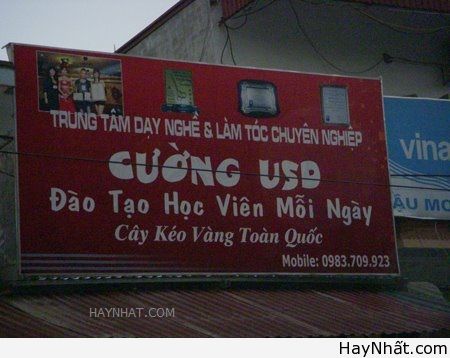 TRUNG TÂM DẠY NGHỀ & LÀM TÓC CHUYÊN NGHIỆP
CƯỜNG USD
Đào Tạo Học Viên Mỗi Ngày
Cây Kéo Vàng Toàn Quốc
Mobile: 0983.709.923
vina
ẬU MO
HAYNHAT.COM
HayNhất.com